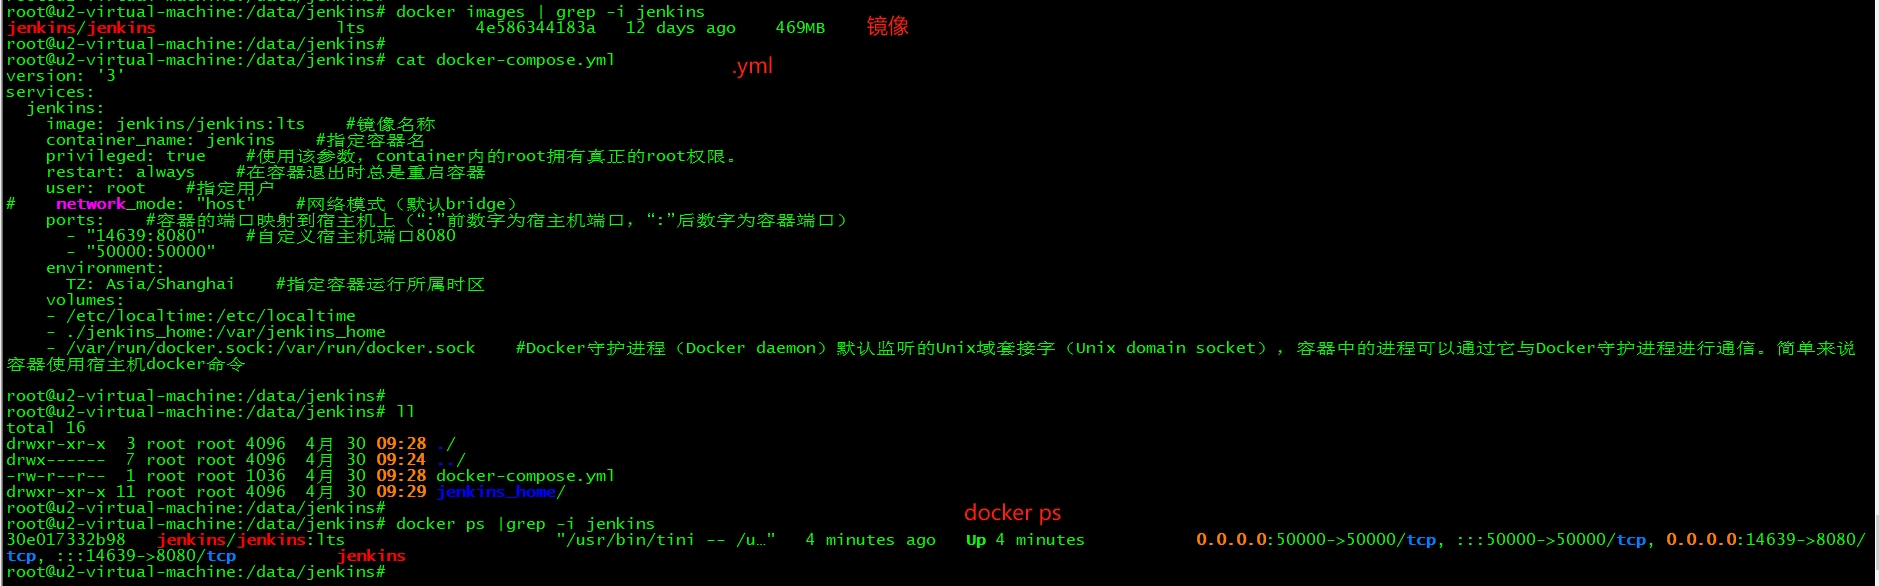 root@u2-virtual-machine:/data/jenkins# docker images | grep -i jenkins
jenkins/jenkins lts 4e586344183a 12 days ago 469MB 镜像
root@u2-virtual-machine:/data/jenkins#
root@u2-virtual-machine:/data/jenkins# cat docker-compose.yml
.yml
version: '3'
services:
  jenkins:
    image: jenkins/jenkins:lts    #镜像名称
    container_name: jenkins    #指定容器名
    privileged: true    #使用该参数，container内的root拥有真正的root权限。
    restart: always    #在容器退出时总是重启容器
    user: root    #指定用户
#    network_mode: "host"    #网络模式（默认bridge）
    ports:    #容器的端口映射到宿主机上（“:”前数字为宿主机端口，“:”后数字为容器端口）
      - "14639:8080"    #自定义宿主机端口8080
      - "50000:50000"
    environment:
      TZ: Asia/Shanghai    #指定容器运行所属时区
    volumes:
    - /etc/localtime:/etc/localtime
    - ./jenkins_home:/var/jenkins_home
    - /var/run/docker.sock:/var/run/docker.sock    #Docker守护进程（Docker daemon）默认监听的Unix域套接字（Unix domain socket），容器中的进程可以通过它与Docker守护进程进行通信。简单来说
容器使用宿主机docker命令
root@u2-virtual-machine:/data/jenkins#
root@u2-virtual-machine:/data/jenkins# ll
total 16
drwxr-xr-x  3 root root 4096  4月 30 09:28 ./
drwx------  7 root root 4096  4月 30 09:24 ../
-rw-r--r--  1 root root 1036  4月 30 09:28 docker-compose.yml
drwxr-xr-x 11 root root 4096  4月 30 09:29 jenkins_home/
root@u2-virtual-machine:/data/jenkins#
docker ps
root@u2-virtual-machine:/data/jenkins# docker ps |grep -i jenkins
30e017332b98   jenkins/jenkins:lts   "/usr/bin/tini -- /u…"   4 minutes ago   Up 4 minutes   0.0.0.0:50000->50000/tcp, :::50000->50000/tcp, 0.0.0.0:14639->8080/
tcp, :::14639->8080/tcp   jenkins
root@u2-virtual-machine:/data/jenkins#